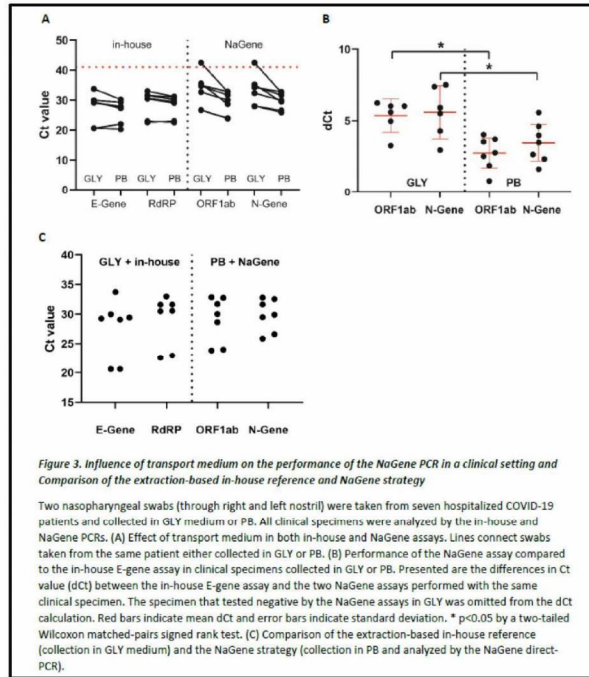 A
in-house
NaGene
50
40
30
20
10
0
Ct value
GLY PB GLY PB GLY PB GLY PB
E-Gene RdRP ORF1ab N-Gene
B
10
5
0
dCt
*
*
GLY PB
ORF1ab N-Gene ORF1ab N-Gene
C
GLY + in-house PB + NaGene
35
30
25
20
15
Ct value
E-Gene RdRP ORF1ab N-Gene
Figure 3. Influence of transport medium on the performance of the NaGene PCR in a clinical setting and
Comparison of the extraction-based in-house reference and NaGene strategy
Two nasopharyngeal swabs (through right and left nostril) were taken from seven hospitalized COVID-19
patients and collected in GLY medium or PB. All clinical specimens were analyzed by the in-house and
NaGene PCRs. (A) Effect of transport medium in both in-house and NaGene assays. Lines connect swabs
taken from the same patient either collected in GLY or PB. (B) Performance of the NaGene assay compared
to the in-house E-gene assay in clinical specimens collected in GLY or PB. Presented are the differences in Ct
value (dCt) between the in-house E-gene assay and the two NaGene assays performed with the same
clinical specimen. The specimen that tested negative by the NaGene assays in GLY was omitted from the dCt
calculation. Red bars indicate mean dCt and error bars indicate standard deviation. * p<0.05 by a two-tailed
Wilcoxon matched-pairs signed rank test. (C) Comparison of the extraction-based in-house reference
(collection in GLY medium) and the NaGene strategy (collection in PB and analyzed by the NaGene direct-
PCR).